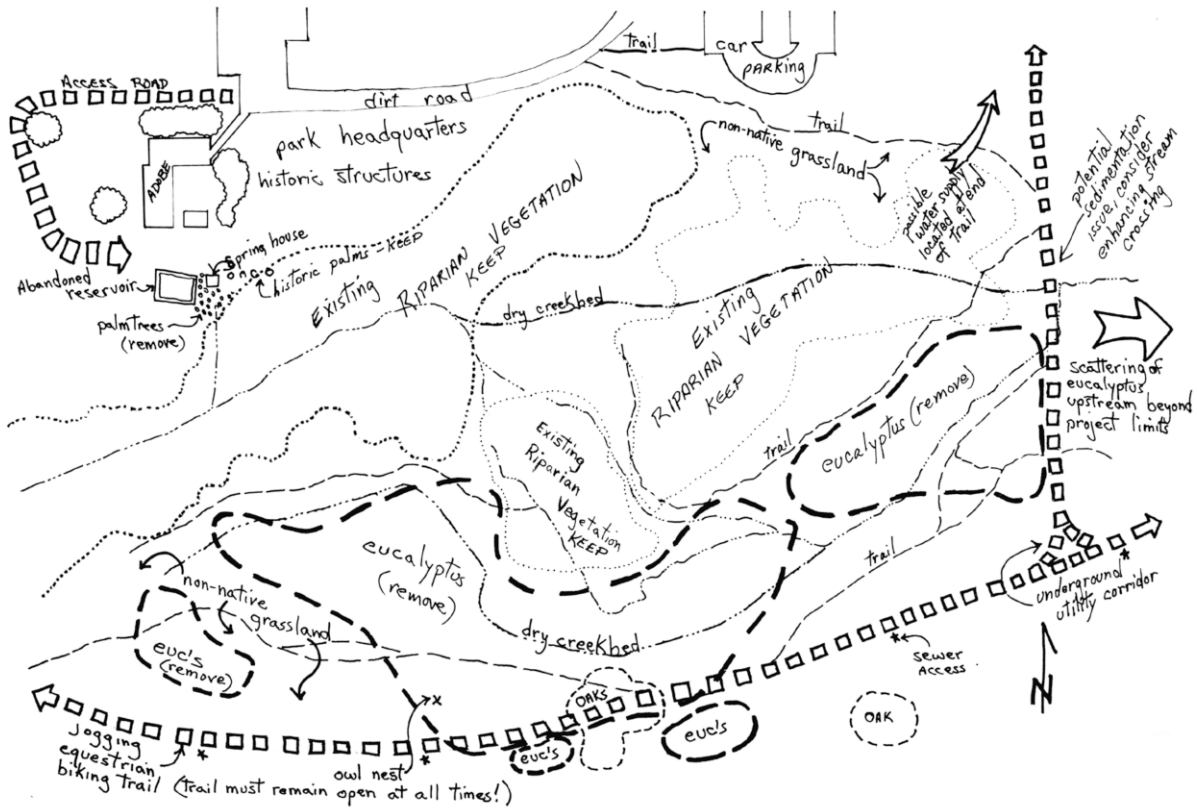 trail
car
PARKING
ACCESS ROAD
dirt road
park headquarters
historic structures
ADOBE
trail
non-native grassland
potential
sedimentation
issue, consider
enhancing stream
crossing
possible
water supply
located at end
of trail
Spring house
historic palms - KEEP
Abandoned
reservoir
palm trees
(remove)
EXISTING RIPARIAN VEGETATION
KEEP
dry creekbed
EXISTING
RIPARIAN VEGETATION
KEEP
scattering of
eucalyptus
upstream beyond
project limits
eucalyptus (remove)
trail
Existing
Riparian
Vegetation
KEEP
eucalyptus
(remove)
trail
underground
utility corridor
non-native
grassland
euc's
(remove)
dry creekbed
sewer
Access
N
OAKS
OAK
euc's
euc's
owl nest
jogging
equestrian
biking trail (trail must remain open at all times!)